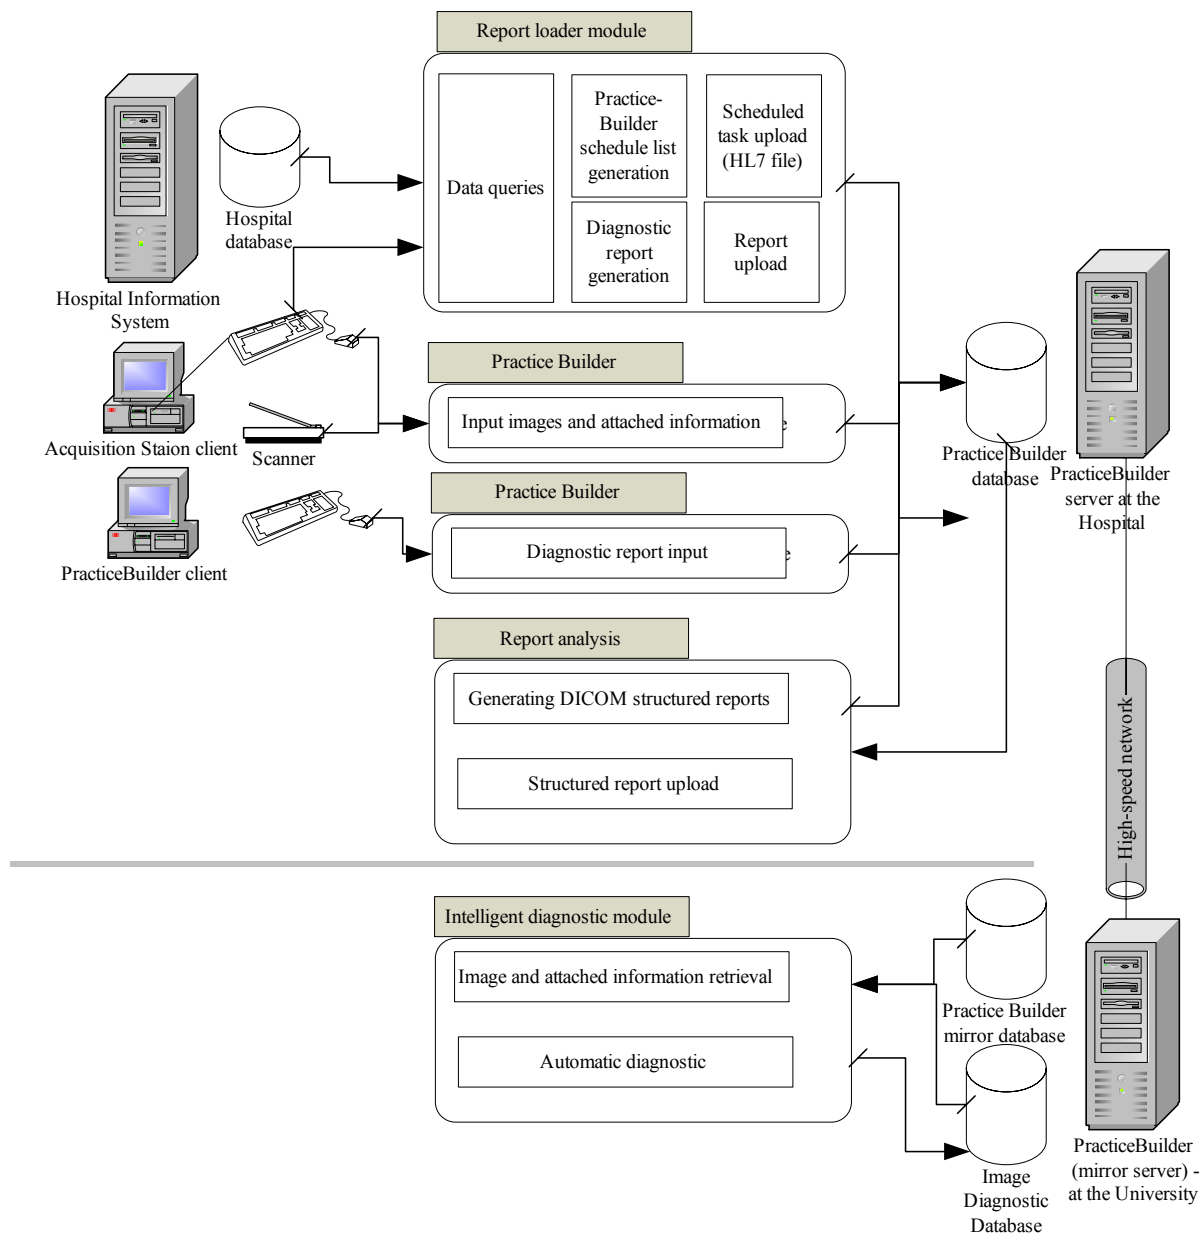 Report loader module
Data queries
Practice-
Builder
schedule list
generation
Scheduled
task upload
(HL7 file)
Diagnostic
report
generation
Report
upload
Hospital
database
Hospital Information
System
Acquisition Staion client
Scanner
PracticeBuilder client
Practice Builder
Input images and attached information
e
Practice Builder
Diagnostic report input
e
Report analysis
Generating DICOM structured reports
Structured report upload
Practice Builder
database
PracticeBuilder
server at the
Hospital
High-speed network
Intelligent diagnostic module
Image and attached information retrieval
Automatic diagnostic
Practice Builder
mirror database
Image
Diagnostic
Database
PracticeBuilder
(mirror server) -
at the University